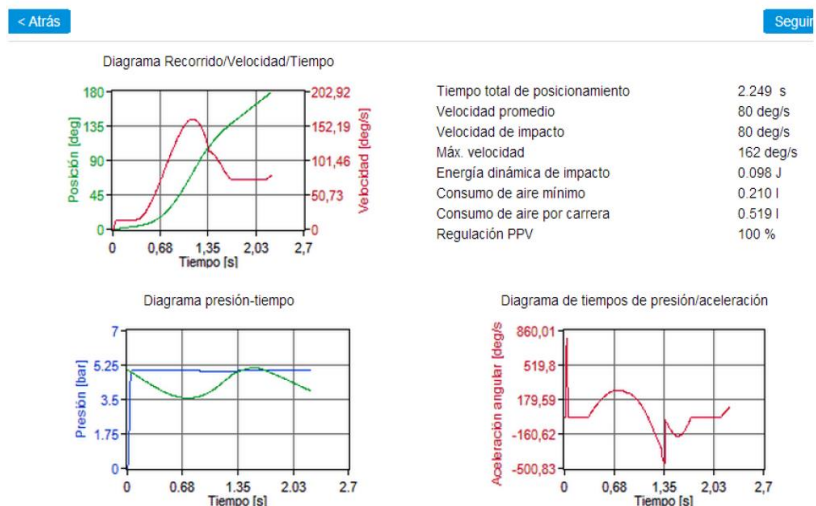 < Atrás
Seguir
Diagrama Recorrido/Velocidad/Tiempo
180
135
90
45
0
Posición [deg]
202,92
152,19
101,46
50,73
0
Velocidad [deg/s]
0 0,68 1,35 2,03 2,7
Tiempo [s]
Tiempo total de posicionamiento 2.249 s
Velocidad promedio 80 deg/s
Velocidad de impacto 80 deg/s
Máx. velocidad 162 deg/s
Energía dinámica de impacto 0.098 J
Consumo de aire mínimo 0.210 l
Consumo de aire por carrera 0.519 l
Regulación PPV 100 %
Diagrama presión-tiempo
7
5.25
3.5
1.75
0
Presión [bar]
0 0.68 1.35 2.03 2.7
Tiempo [s]
Diagrama de tiempos de presión/aceleración
860,01
519,8
179,59
-160,62
-500,83
Aceleración angular [deg/s
0 0,68 1,35 2,03 2,7
Tiempo [s]